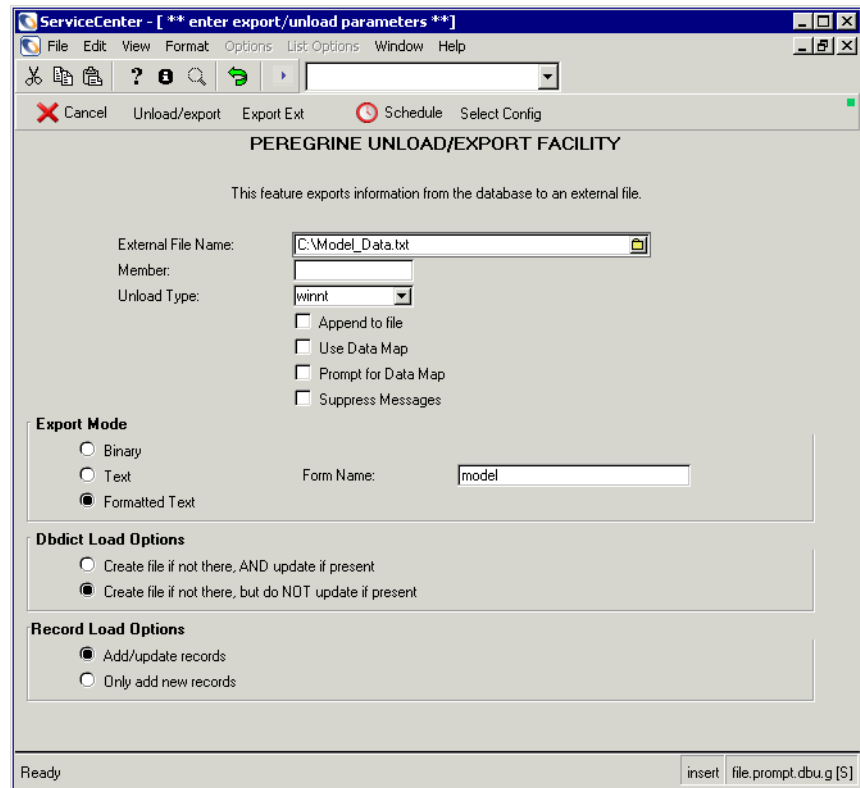 ServiceCenter - [ ** enter export/unload parameters **]
File Edit View Format Options List Options Window Help
Cancel Unload/export Export Ext Schedule Select Config
PEREGRINE UNLOAD/EXPORT FACILITY
This feature exports information from the database to an external file.
External File Name: C:\Model_Data.txt
Member:
Unload Type: winnt
Append to file
Use Data Map
Prompt for Data Map
Suppress Messages
Export Mode
Binary
Text Form Name: model
Formatted Text
Dbdict Load Options
Create file if not there, AND update if present
Create file if not there, but do NOT update if present
Record Load Options
Add/update records
Only add new records
Ready insert file.prompt.dbu.g [S]